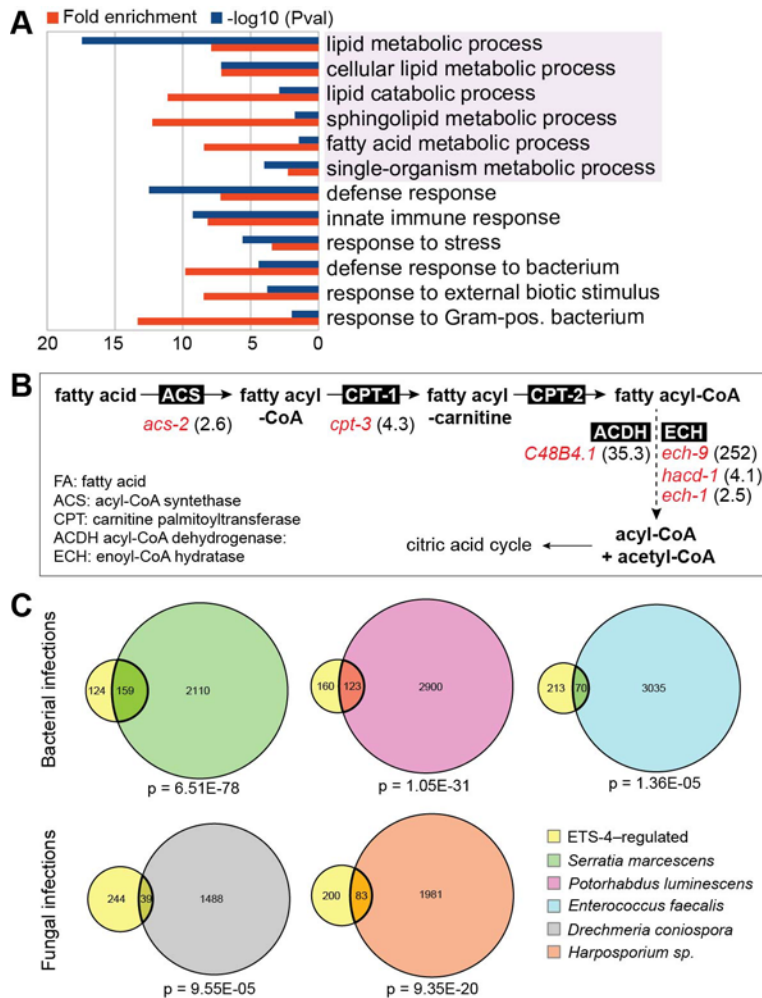 A
Fold enrichment -log10 (Pval)
lipid metabolic process
cellular lipid metabolic process
lipid catabolic process
sphingolipid metabolic process
fatty acid metabolic process
single-organism metabolic process
defense response
innate immune response
response to stress
defense response to bacterium
response to external biotic stimulus
response to Gram-pos. bacterium
20 15 10 5 0
B
fatty acid ACS fatty acyl CPT-1 fatty acyl CPT-2 fatty acyl-CoA
-CoA -carnitine
acs-2 (2.6) cpt-3 (4.3)
ACDH ECH
C48B4.1 (35.3) ech-9 (252)
hacd-1 (4.1)
ech-1 (2.5)
FA: fatty acid
ACS: acyl-CoA syntethase
CPT: carnitine palmitoyltransferase
ACDH acyl-CoA dehydrogenase:
ECH: enoyl-CoA hydratase
citric acid cycle
acyl-CoA
+ acetyl-CoA
C
Bacterial infections
124 159 2110
p = 6.51E-78
160 123 2900
p = 1.05E-31
213 70 3035
p = 1.36E-05
Fungal infections
244 39 1488
p = 9.55E-05
200 83 1981
p = 9.35E-20
ETS-4–regulated
Serratia marcescens
Potorhabdus luminescens
Enterococcus faecalis
Drechmeria coniospora
Harposporium sp.